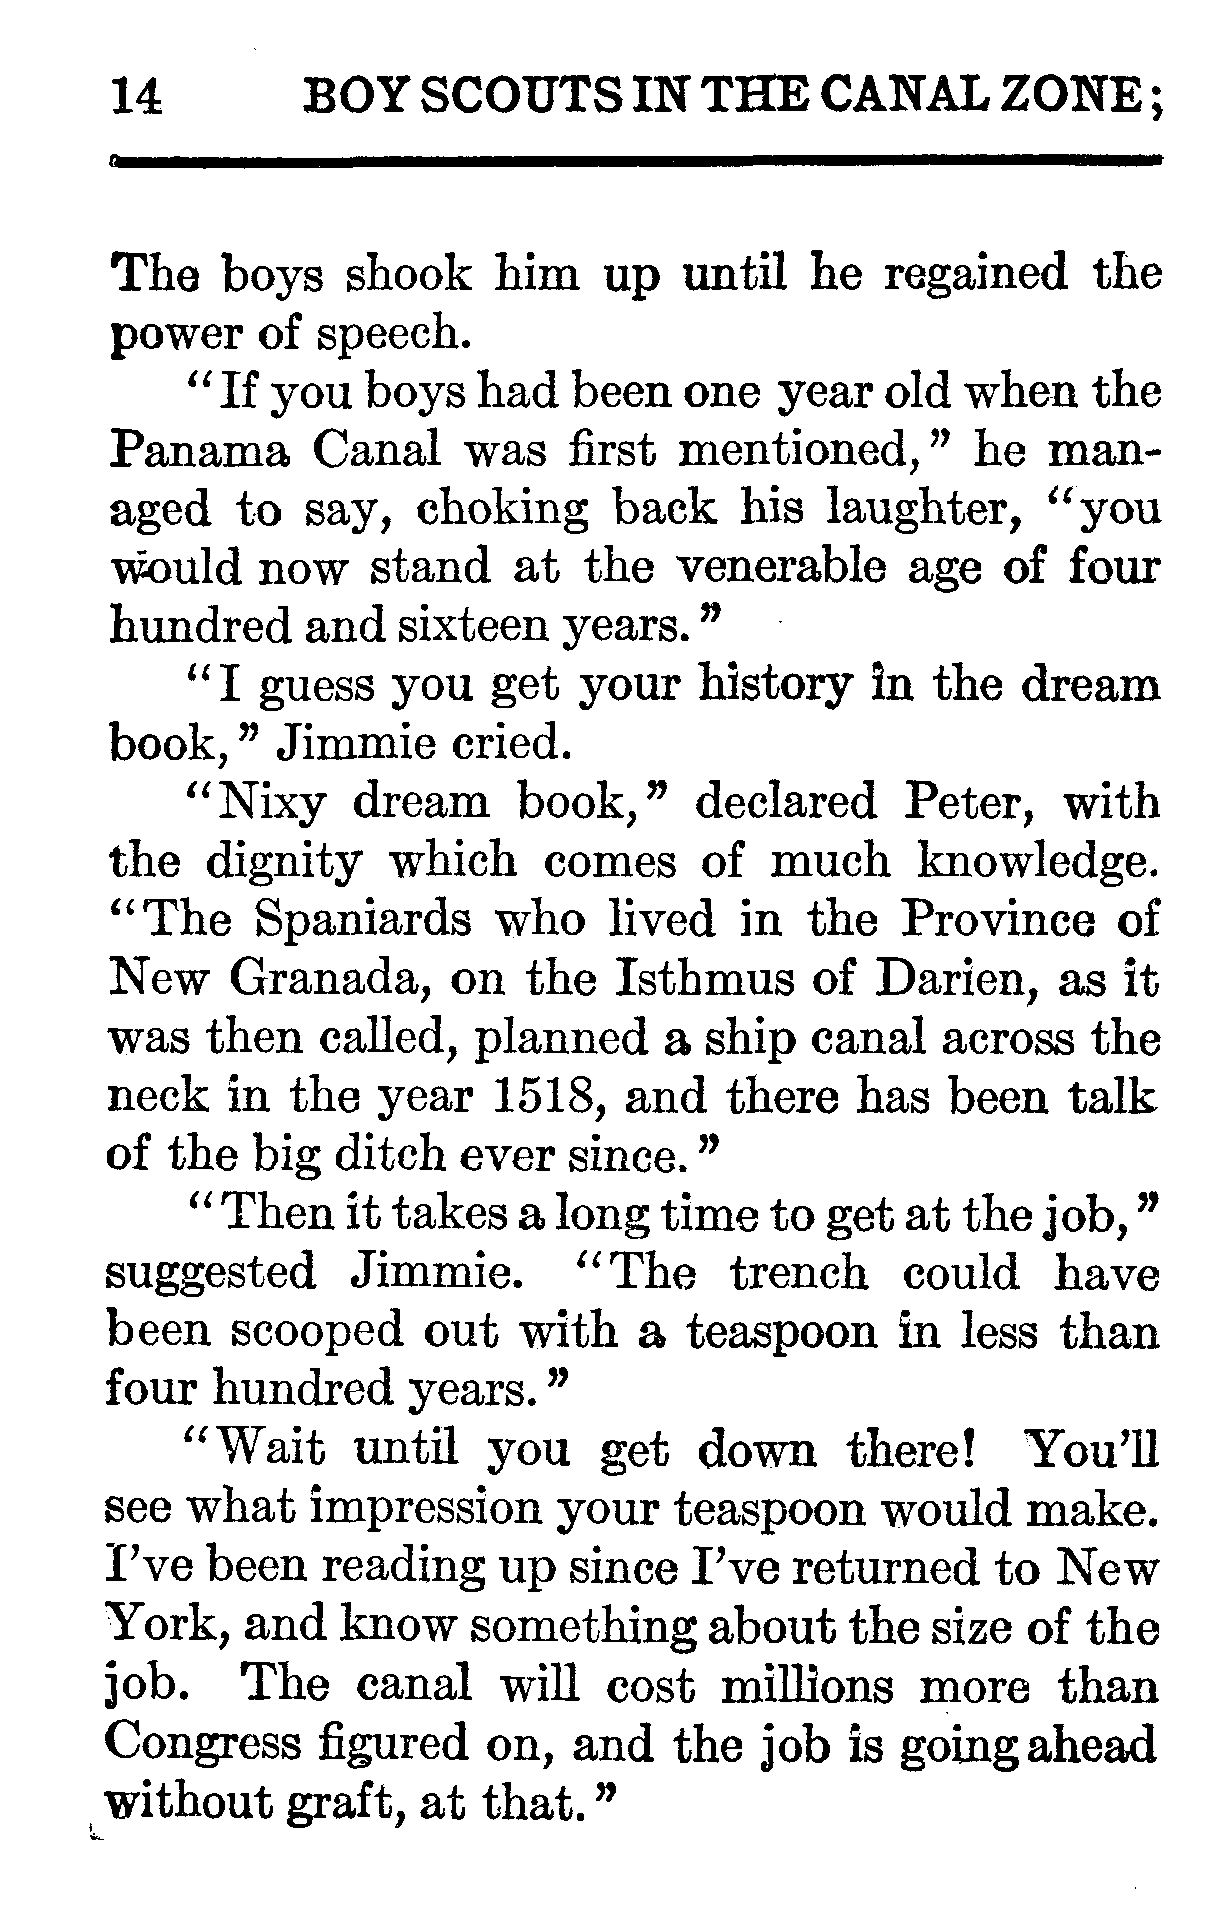 14 BOY SCOUTS IN THE CANAL ZONE;
The boys shook him up until he regained the
power of speech.
"If you boys had been one year old when the
Panama Canal was first mentioned," he man-
aged to say, choking back his laughter, "you
would now stand at the venerable age of four
hundred and sixteen years."
"I guess you get your history in the dream
book," Jimmie cried.
"Nixy dream book," declared Peter, with
the dignity which comes of much knowledge.
"The Spaniards who lived in the Province of
New Granada, on the Isthmus of Darien, as it
was then called, planned a ship canal across the
neck in the year 1518, and there has been talk
of the big ditch ever since."
"Then it takes a long time to get at the job,"
suggested Jimmie. "The trench could have
been scooped out with a teaspoon in less than
four hundred years."
"Wait until you get down there! You'll
see what impression your teaspoon would make.
I've been reading up since I've returned to New
York, and know something about the size of the
job. The canal will cost millions more than
Congress figured on, and the job is going ahead
without graft, at that."